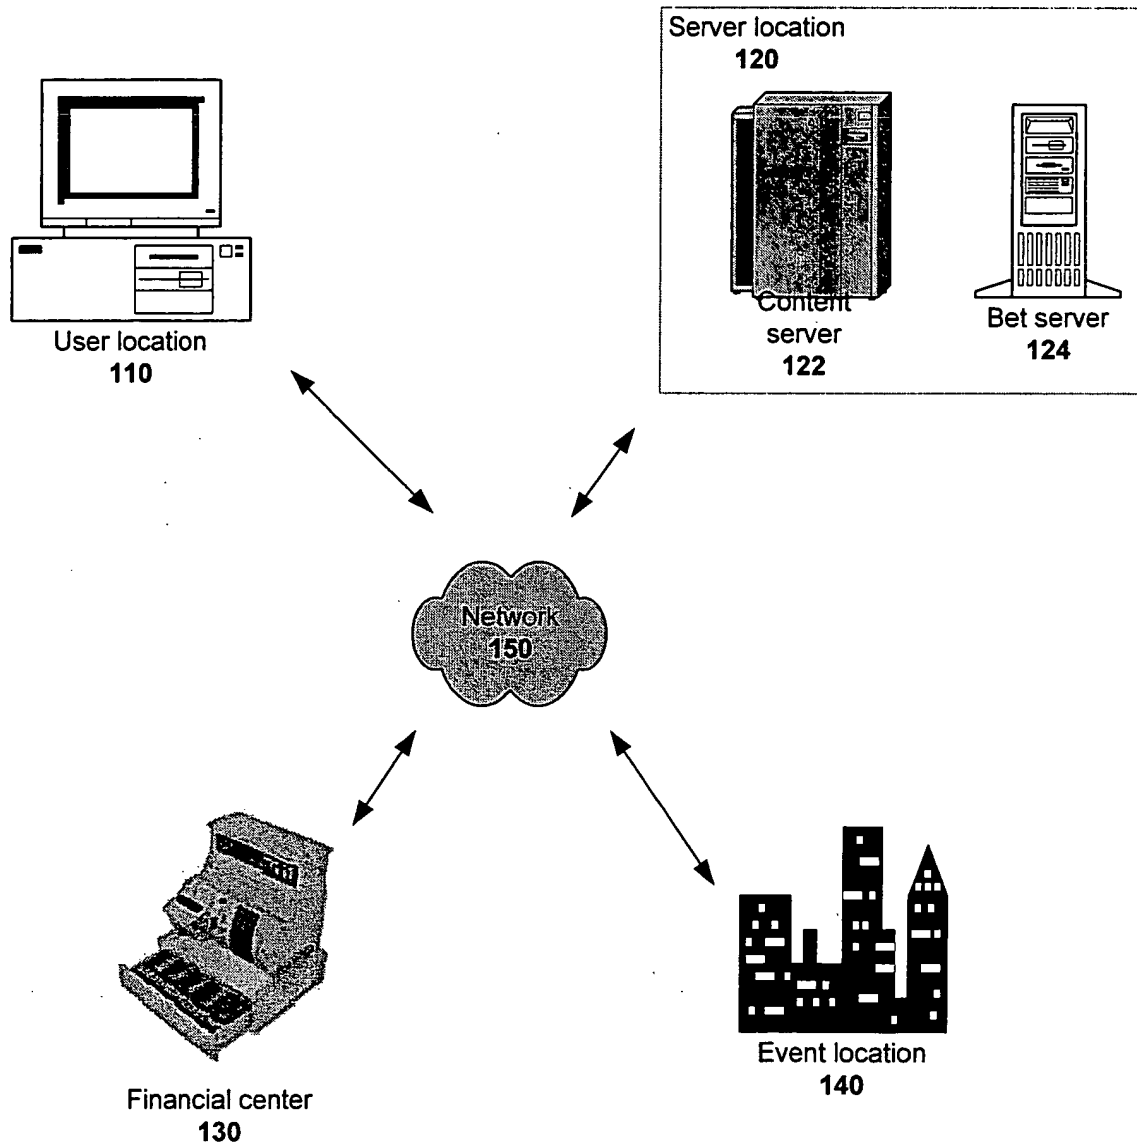 Server location
120
User location
110
Content
server
122
Bet server
124
Network
150
Financial center
130
Event location
140